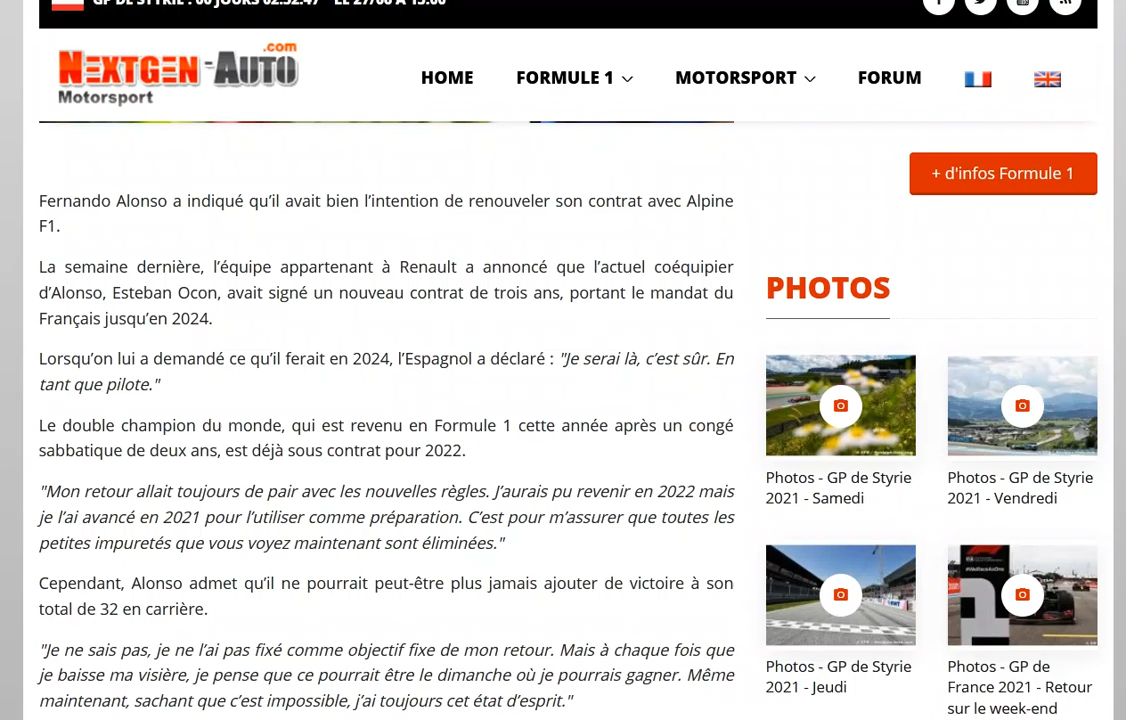 GP DE STYRIE : 00 JOURS 02:52:47 - LE 27/06 À 15:00
.com
NEXTGEN-AUTO
Motorsport
HOME
FORMULE 1
MOTORSPORT
FORUM
+ d'infos Formule 1
Fernando Alonso a indiqué qu’il avait bien l’intention de renouveler son contrat avec Alpine
F1.
La semaine dernière, l’équipe appartenant à Renault a annoncé que l’actuel coéquipier
d’Alonso, Esteban Ocon, avait signé un nouveau contrat de trois ans, portant le mandat du
Français jusqu’en 2024.
Lorsqu’on lui a demandé ce qu’il ferait en 2024, l’Espagnol a déclaré : "Je serai là, c’est sûr. En
tant que pilote."
Le double champion du monde, qui est revenu en Formule 1 cette année après un congé
sabbatique de deux ans, est déjà sous contrat pour 2022.
"Mon retour allait toujours de pair avec les nouvelles règles. J’aurais pu revenir en 2022 mais
je l’ai avancé en 2021 pour l’utiliser comme préparation. C’est pour m’assurer que toutes les
petites impuretés que vous voyez maintenant sont éliminées."
Cependant, Alonso admet qu’il ne pourrait peut-être plus jamais ajouter de victoire à son
total de 32 en carrière.
"Je ne sais pas, je ne l’ai pas fixé comme objectif fixe de mon retour. Mais à chaque fois que
je baisse ma visière, je pense que ce pourrait être le dimanche où je pourrais gagner. Même
maintenant, sachant que c’est impossible, j’ai toujours cet état d’esprit."
PHOTOS
Photos - GP de Styrie
2021 - Samedi
Photos - GP de Styrie
2021 - Vendredi
Photos - GP de Styrie
2021 - Jeudi
Photos - GP de
France 2021 - Retour
sur le week-end